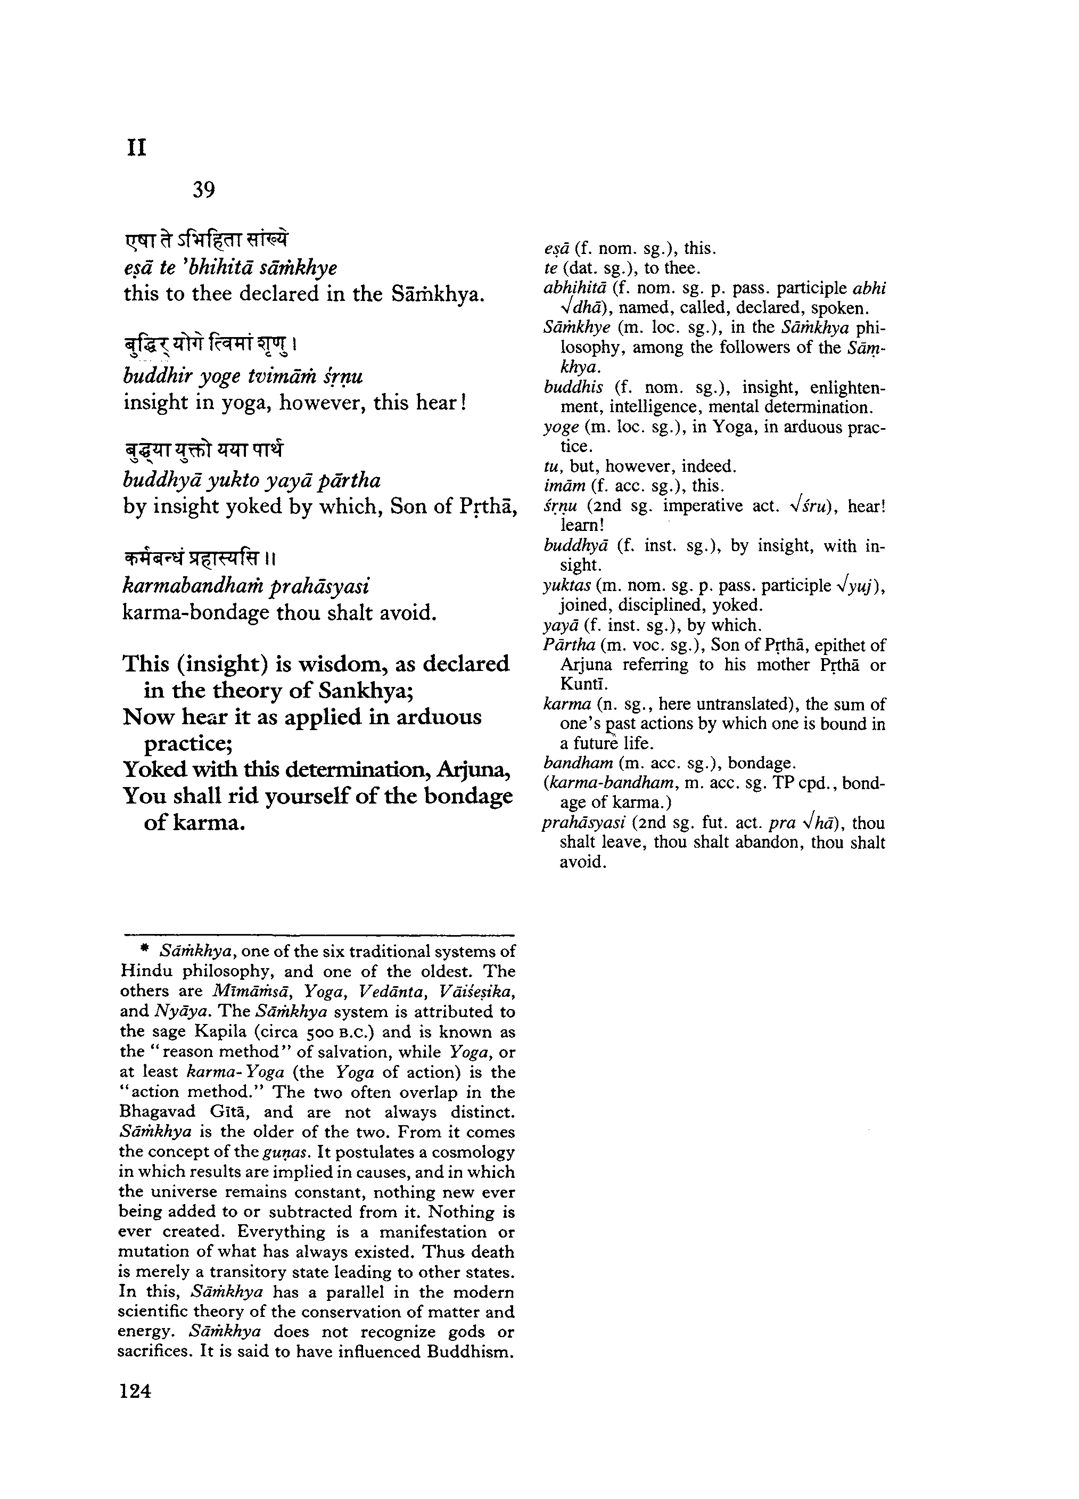 II
39
एषा ते ऽभिहिता सांख्ये
eṣā te 'bhihitā sāṁkhye
this to thee declared in the Sāṁkhya.
बुद्धिर् योगे त्विमां शृणु ।
buddhir yoge tvimāṁ śṛṇu
insight in yoga, however, this hear!
बुद्ध्या युक्तो यया पार्थ
buddhyā yukto yayā pārtha
by insight yoked by which, Son of Pṛthā,
कर्मबन्धं प्रहास्यसि ॥
karmabandhaṁ prahāsyasi
karma-bondage thou shalt avoid.
This (insight) is wisdom, as declared
in the theory of Sankhya;
Now hear it as applied in arduous
practice;
Yoked with this determination, Arjuna,
You shall rid yourself of the bondage
of karma.
eṣā (f. nom. sg.), this.
te (dat. sg.), to thee.
abhihitā (f. nom. sg. p. pass. participle abhi
√dhā), named, called, declared, spoken.
Sāṁkhye (m. loc. sg.), in the Sāṁkhya phi-
losophy, among the followers of the Sāṃ-
khya.
buddhis (f. nom. sg.), insight, enlighten-
ment, intelligence, mental determination.
yoge (m. loc. sg.), in Yoga, in arduous prac-
tice.
tu, but, however, indeed.
imām (f. acc. sg.), this.
śṛṇu (2nd sg. imperative act. √śru), hear!
learn!
buddhyā (f. inst. sg.), by insight, with in-
sight.
yuktas (m. nom. sg. p. pass. participle √yuj),
joined, disciplined, yoked.
yayā (f. inst. sg.), by which.
Pārtha (m. voc. sg.), Son of Pṛthā, epithet of
Arjuna referring to his mother Pṛthā or
Kuntī.
karma (n. sg., here untranslated), the sum of
one's past actions by which one is bound in
a future life.
bandham (m. acc. sg.), bondage.
(karma-bandham, m. acc. sg. TP cpd., bond-
age of karma.)
prahāsyasi (2nd sg. fut. act. pra √hā), thou
shalt leave, thou shalt abandon, thou shalt
avoid.
* Sāṁkhya, one of the six traditional systems of
Hindu philosophy, and one of the oldest. The
others are Mīmāṁsā, Yoga, Vedānta, Vāiśeṣika,
and Nyāya. The Sāṁkhya system is attributed to
the sage Kapila (circa 500 B.C.) and is known as
the "reason method" of salvation, while Yoga, or
at least karma-Yoga (the Yoga of action) is the
"action method." The two often overlap in the
Bhagavad Gītā, and are not always distinct.
Sāṁkhya is the older of the two. From it comes
the concept of the guṇas. It postulates a cosmology
in which results are implied in causes, and in which
the universe remains constant, nothing new ever
being added to or subtracted from it. Nothing is
ever created. Everything is a manifestation or
mutation of what has always existed. Thus death
is merely a transitory state leading to other states.
In this, Sāṁkhya has a parallel in the modern
scientific theory of the conservation of matter and
energy. Sāṁkhya does not recognize gods or
sacrifices. It is said to have influenced Buddhism.
124